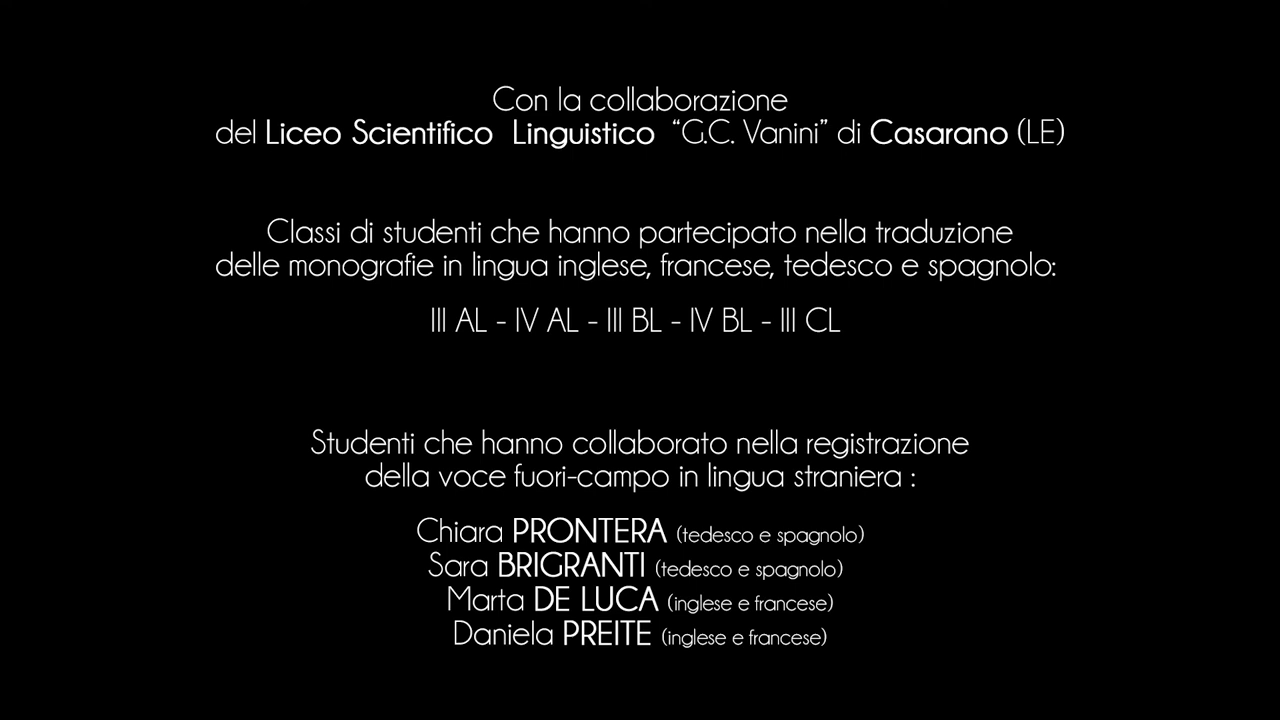 Con la collaborazione
del Liceo Scientifico Linguistico “G.C. Vanini” di Casarano (LE)
Classi di studenti che hanno partecipato nella traduzione
delle monografie in lingua inglese, francese, tedesco e spagnolo:
III AL - IV AL - III BL - IV BL - III CL
Studenti che hanno collaborato nella registrazione
della voce fuori-campo in lingua straniera :
Chiara PRONTERA (tedesco e spagnolo)
Sara BRIGRANTI (tedesco e spagnolo)
Marta DE LUCA (inglese e francese)
Daniela PREITE (inglese e francese)